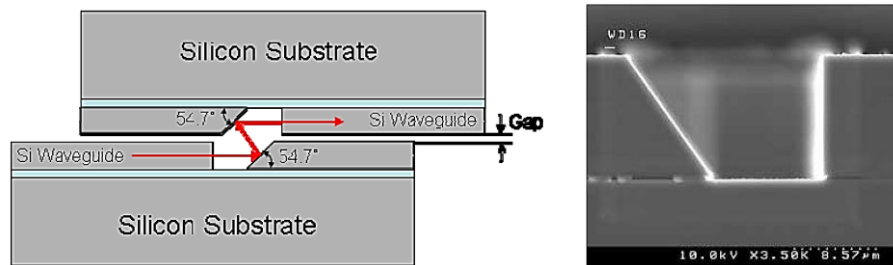 Silicon Substrate
54.7°
Si Waveguide
Gap
Si Waveguide
54.7°
Silicon Substrate
WD16
10.0kV X3.50K 8.57µm